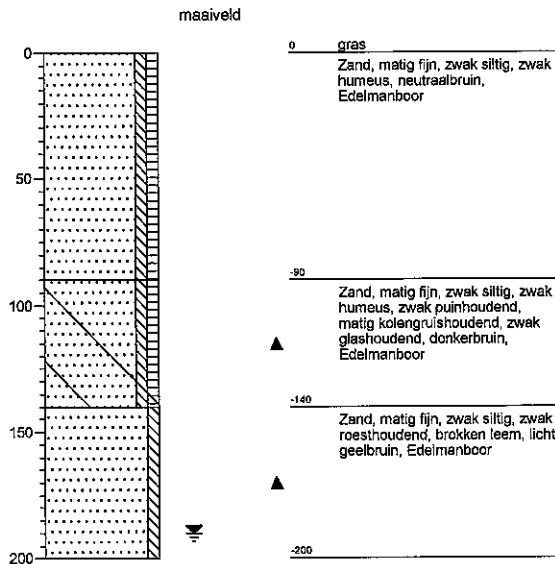 maaiveld
0
50
100
150
200
0 gras
Zand, matig fijn, zwak siltig, zwak
humeus, neutraalbruin,
Edelmanboor
-90
Zand, matig fijn, zwak siltig, zwak
humeus, zwak puinhoudend,
matig kolengruishoudend, zwak
glashoudend, donkerbruin,
Edelmanboor
-140
Zand, matig fijn, zwak siltig, zwak
roesthoudend, brokken leem, licht
geelbruin, Edelmanboor
-200